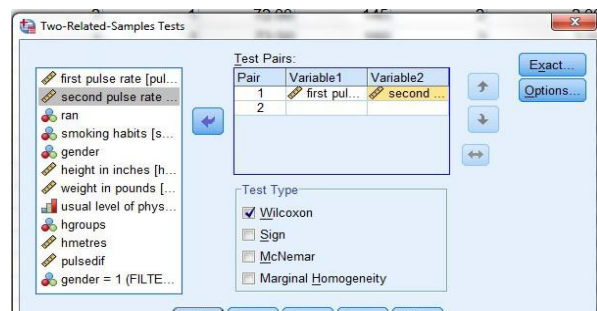 Two-Related-Samples Tests
first pulse rate [pul...
second pulse rate ...
ran
smoking habits [s...
gender
height in inches [h...
weight in pounds [...
usual level of phys...
hgroups
hmetres
pulsedif
gender = 1 (FILTE...
Test Pairs:
Pair Variable1 Variable2
1 first pul... second ...
2
Test Type
Wilcoxon
Sign
McNemar
Marginal Homogeneity
Exact...
Options...